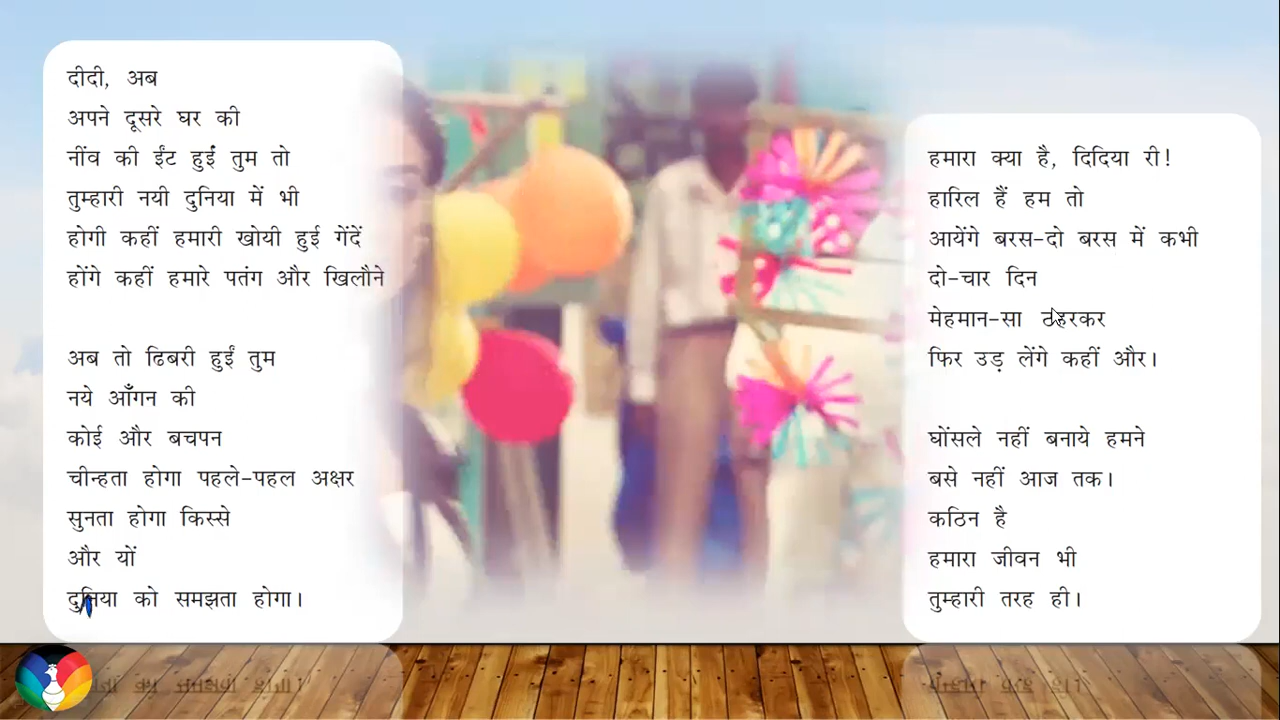 दीदी, अब
अपने दूसरे घर की
नींव की ईंट हुईं तुम तो
तुम्हारी नयी दुनिया में भी
होगी कहीं हमारी खोयी हुई गेंदें
होंगे कहीं हमारे पतंग और खिलौने
अब तो ढिबरी हुईं तुम
नये आँगन की
कोई और बचपन
चीन्हता होगा पहले-पहल अक्षर
सुनता होगा किस्से
और यों
दुनिया को समझता होगा।
हमारा क्या है, दिदिया री!
हारिल हैं हम तो
आयेंगे बरस-दो बरस में कभी
दो-चार दिन
मेहमान-सा ठहरकर
फिर उड़ लेंगे कहीं और।
घोंसले नहीं बनाये हमने
बसे नहीं आज तक।
कठिन है
हमारा जीवन भी
तुम्हारी तरह ही।